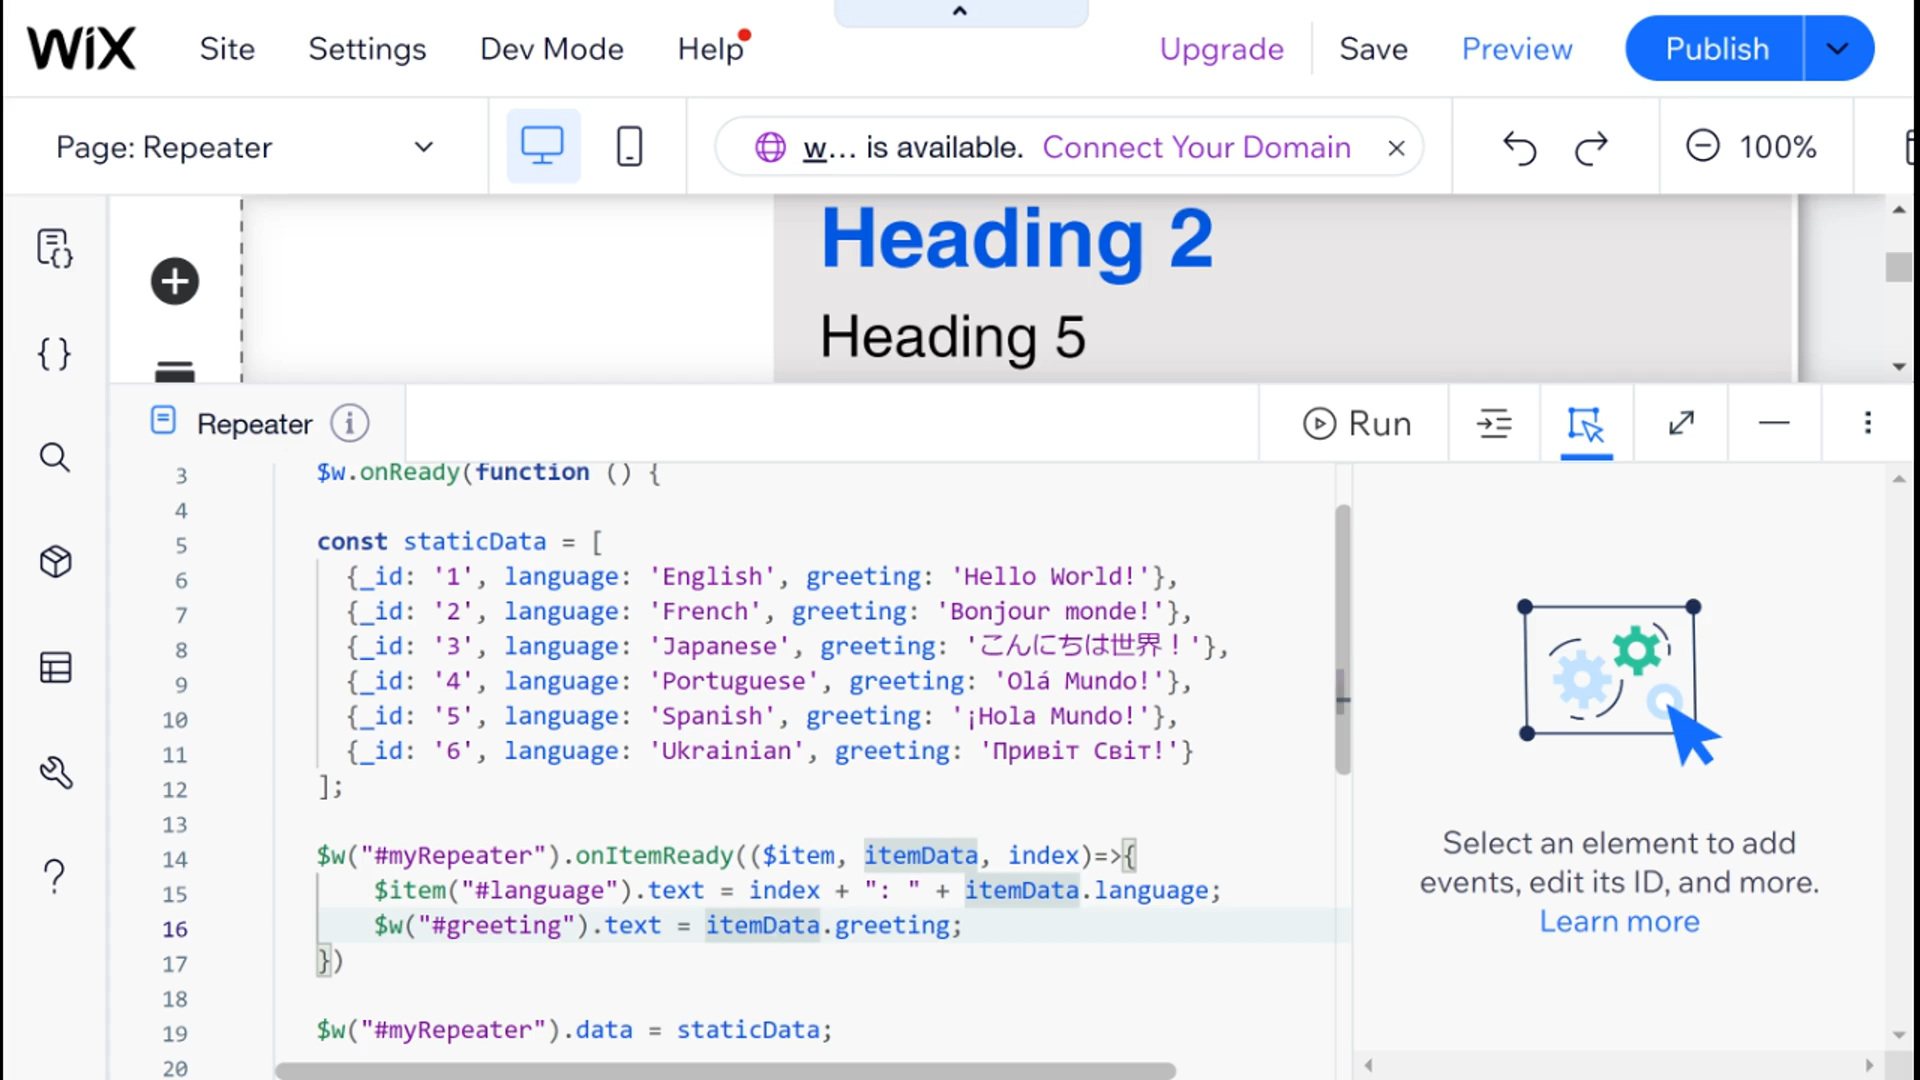 WiX Site Settings Dev Mode Help Upgrade Save Preview Publish
Page: Repeater w... is available. Connect Your Domain 100%
Heading 2
Heading 5
Repeater Run
3 $w.onReady(function () {
4
5 const staticData = [
6 {_id: '1', language: 'English', greeting: 'Hello World!'},
7 {_id: '2', language: 'French', greeting: 'Bonjour monde!'},
8 {_id: '3', language: 'Japanese', greeting: 'こんにちは世界！'},
9 {_id: '4', language: 'Portuguese', greeting: 'Olá Mundo!'},
10 {_id: '5', language: 'Spanish', greeting: '¡Hola Mundo!'},
11 {_id: '6', language: 'Ukrainian', greeting: 'Привіт Світ!'}
12 ];
13
14 $w("#myRepeater").onItemReady(($item, itemData, index)=>{
15 $item("#language").text = index + ": " + itemData.language;
16 $w("#greeting").text = itemData.greeting;
17 })
18
19 $w("#myRepeater").data = staticData;
20
Select an element to add
events, edit its ID, and more.
Learn more